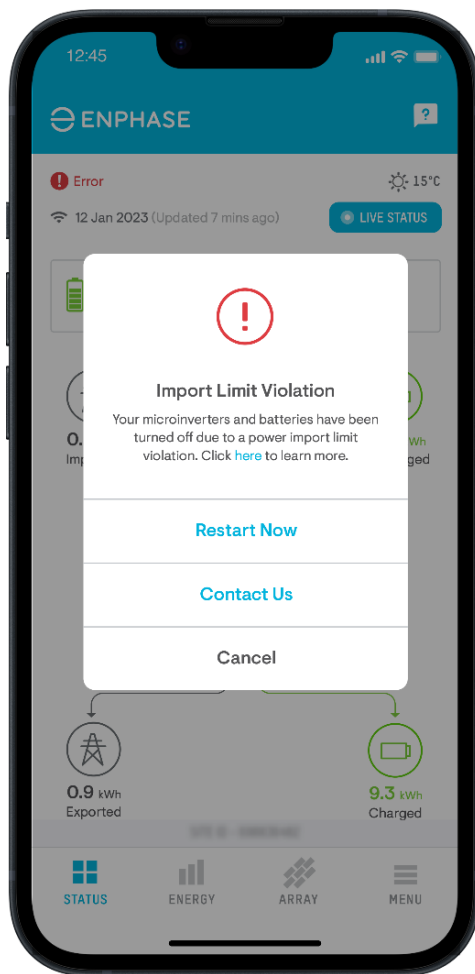 12:45
ENPHASE
?
! Error
15°C
12 Jan 2023 (Updated 7 mins ago)
LIVE STATUS
!
Import Limit Violation
Your microinverters and batteries have been
turned off due to a power import limit
violation. Click here to learn more.
Restart Now
Contact Us
Cancel
0.9 kWh
Exported
9.3 kWh
Charged
STATUS
ENERGY
ARRAY
MENU